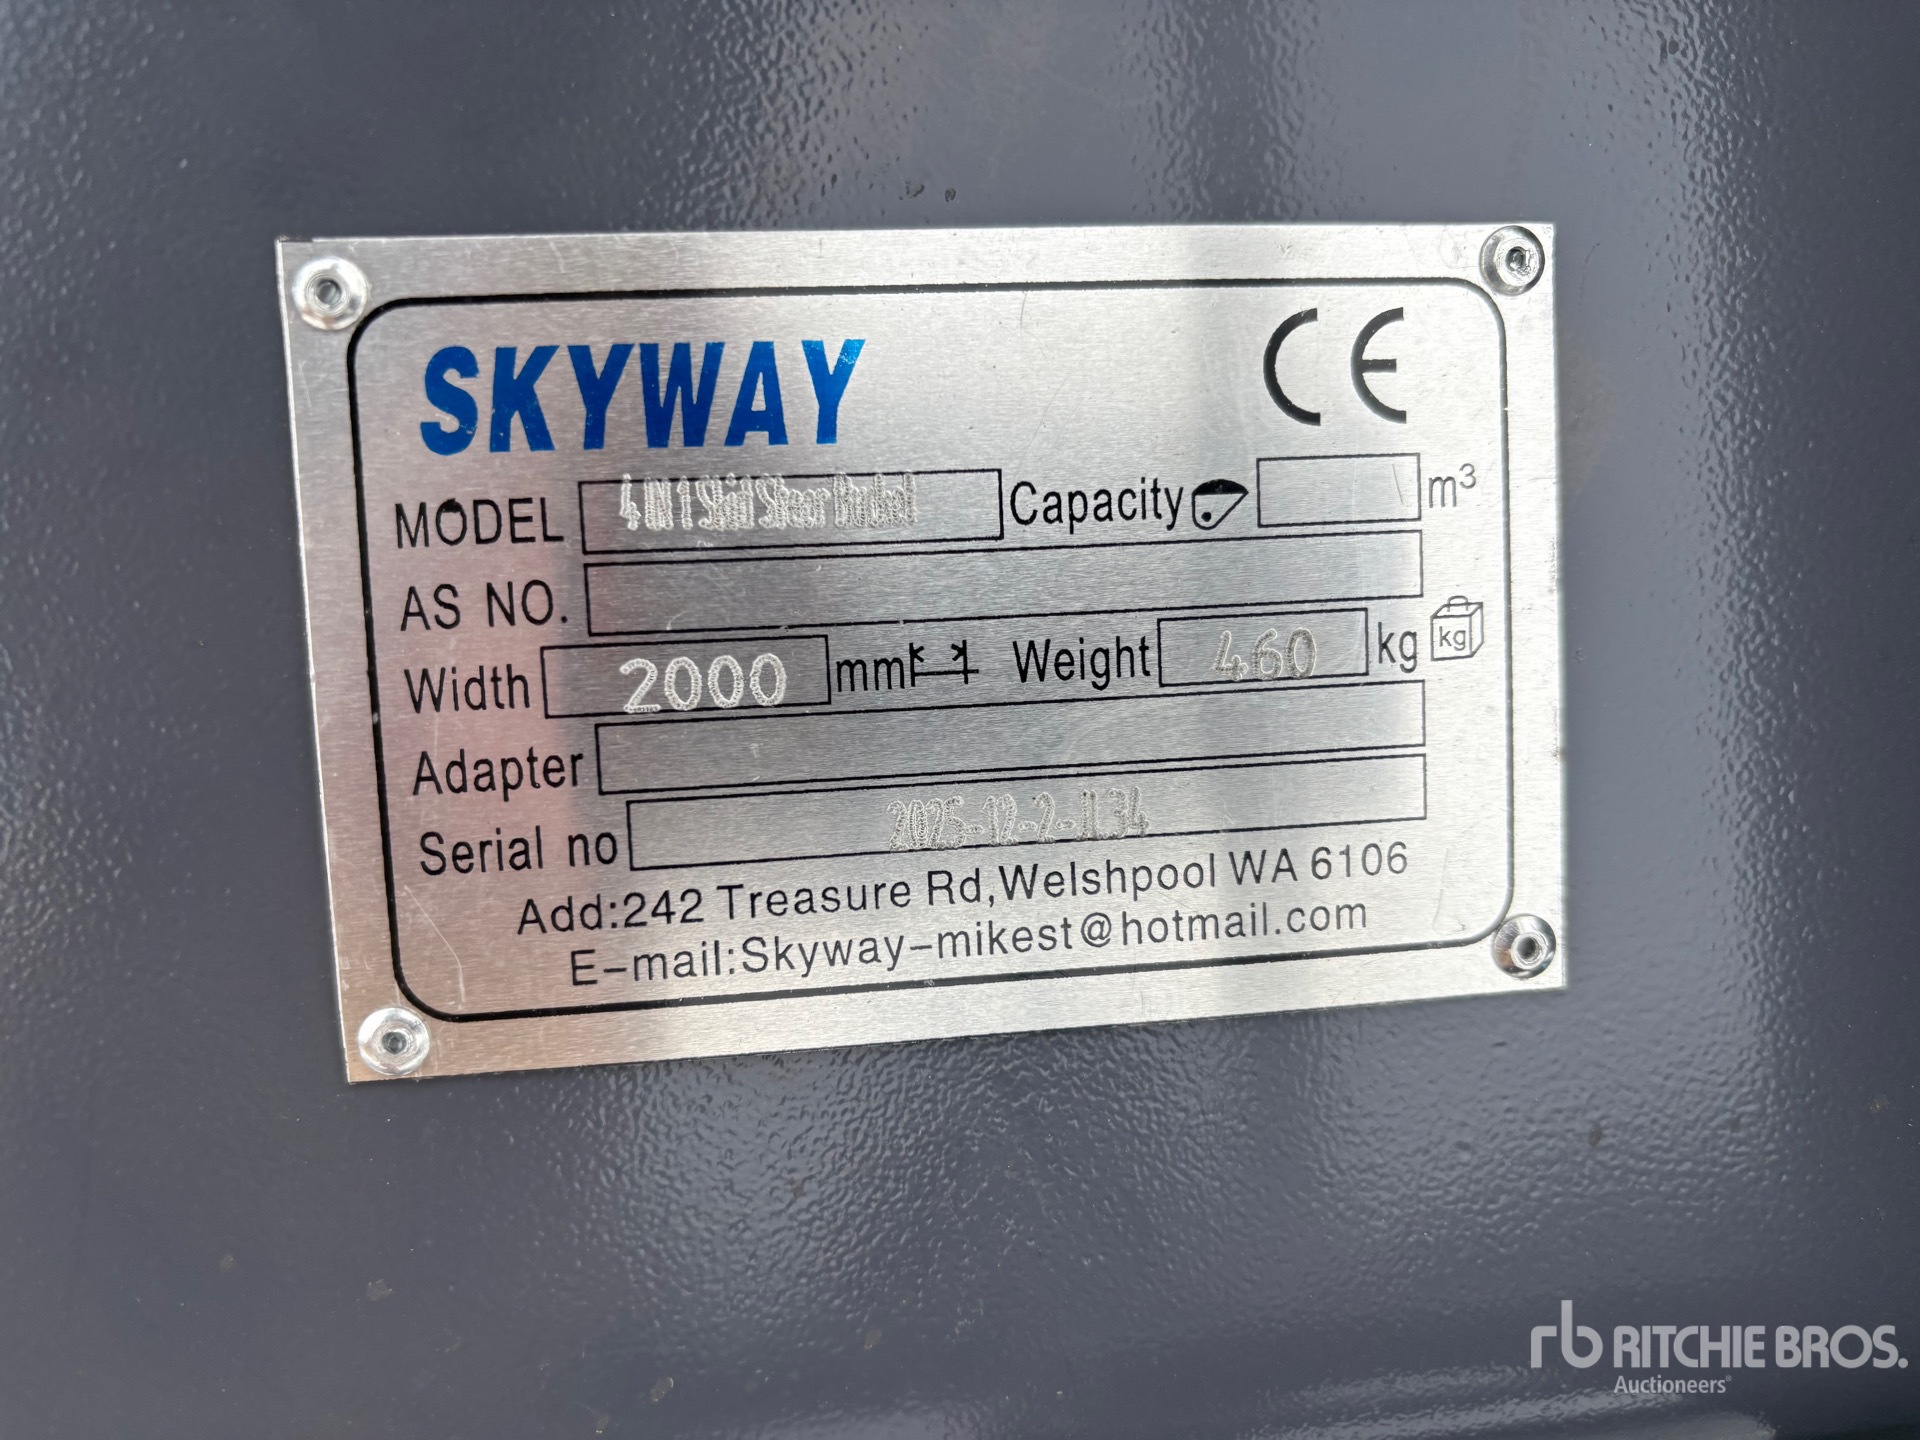 SKYWAY CE
MODEL 4 IN 1 Skid Steer Bucket Capacity m³
AS NO.
Width 2000 mm Weight 460 kg kg
Adapter
Serial no 2025-12-2-JL34
Add:242 Treasure Rd,Welshpool WA 6106
E-mail:Skyway-mikest@hotmail.com
rb RITCHIE BROS.
Auctioneers